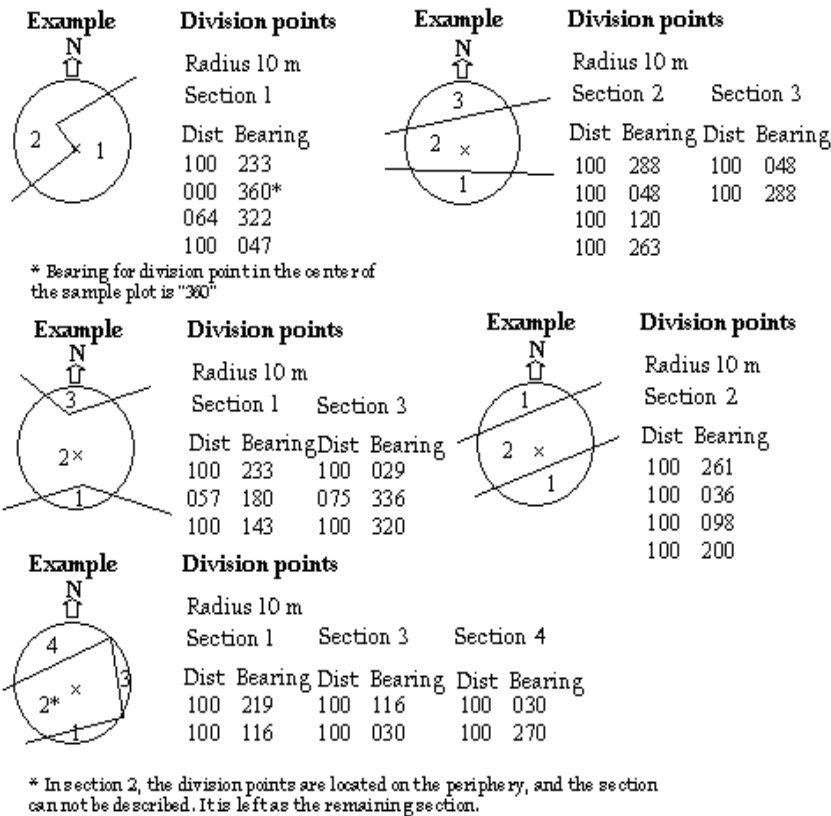 Example
N
2
1
Division points
Radius 10 m
Section 1
Dist Bearing
100 233
000 360*
064 322
100 047
* Bearing for division point in the center of
the sample plot is "360"
Example
N
3
2 ×
1
Division points
Radius 10 m
Section 2 Section 3
Dist Bearing Dist Bearing
100 288 100 048
100 048 100 288
100 120
100 263
Example
N
3
2×
1
Division points
Radius 10 m
Section 1 Section 3
Dist Bearing Dist Bearing
100 233 100 029
057 180 075 336
100 143 100 320
Example
N
1
2 ×
1
Division points
Radius 10 m
Section 2
Dist Bearing
100 261
100 036
100 098
100 200
Example
N
4
3
2* ×
1
Division points
Radius 10 m
Section 1 Section 3 Section 4
Dist Bearing Dist Bearing Dist Bearing
100 219 100 116 100 030
100 116 100 030 100 270
* In section 2, the division points are located on the periphery, and the section
can not be described. It is left as the remaining section.